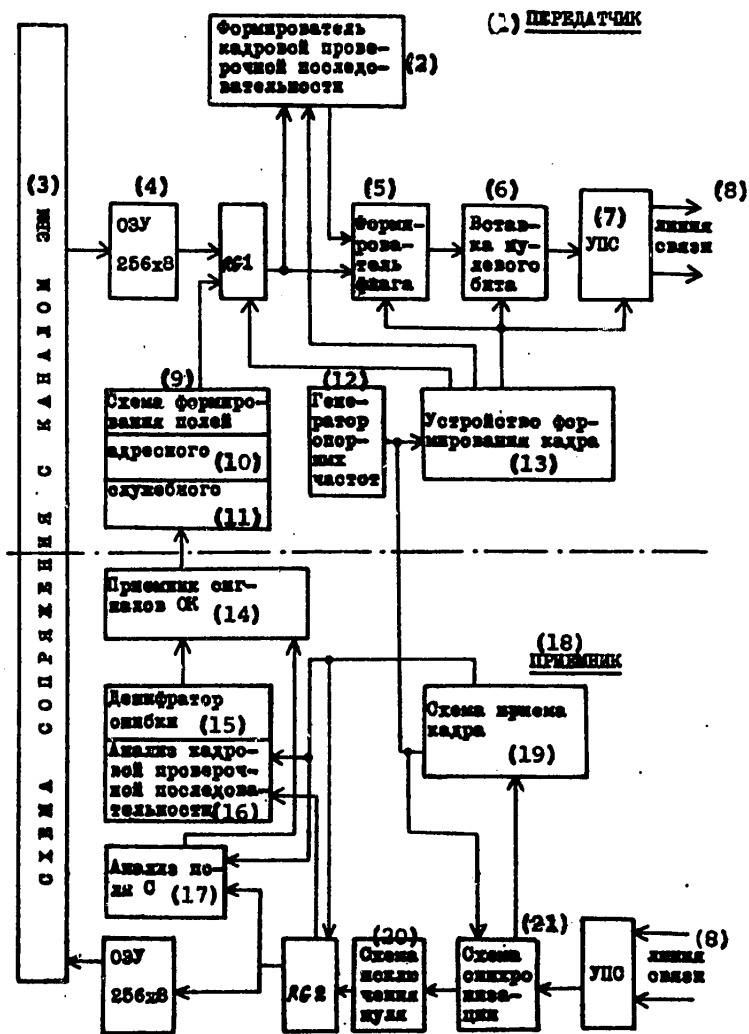 (1) ПЕРЕДАТЧИК
Формирователь
кадровой прове-
рочной последо-
вательности
(2)
(3)
СХЕМА СОПРЯЖЕНИЯ С КАНАЛОМ ЭВМ
(4)
ОЗУ
256x8
RG1
(5)
Форми-
рова-
тель
флага
(6)
Встав-
ка ну-
левого
бита
(7)
УПС
(8)
линия
связи
(9)
Схема формиро-
вания полей
адресного
(10)
служебного
(11)
(12)
Гене-
ратор
опор-
ных
частот
Устройство фор-
мирования кадра
(13)
Приемник сиг-
налов ОК
(14)
(18)
ПРИЕМНИК
Дешифратор
ошибки
(15)
Анализ кадро-
вой провероч-
ной последова-
тельности(16)
Схема приема
кадра
(19)
Анализ по-
ля С
(17)
ОЗУ
256x8
RG2
(20)
Схема
исклю-
чения
нуля
(21)
Схема
синхро-
низа-
ции
УПС
(8)
линия
связи